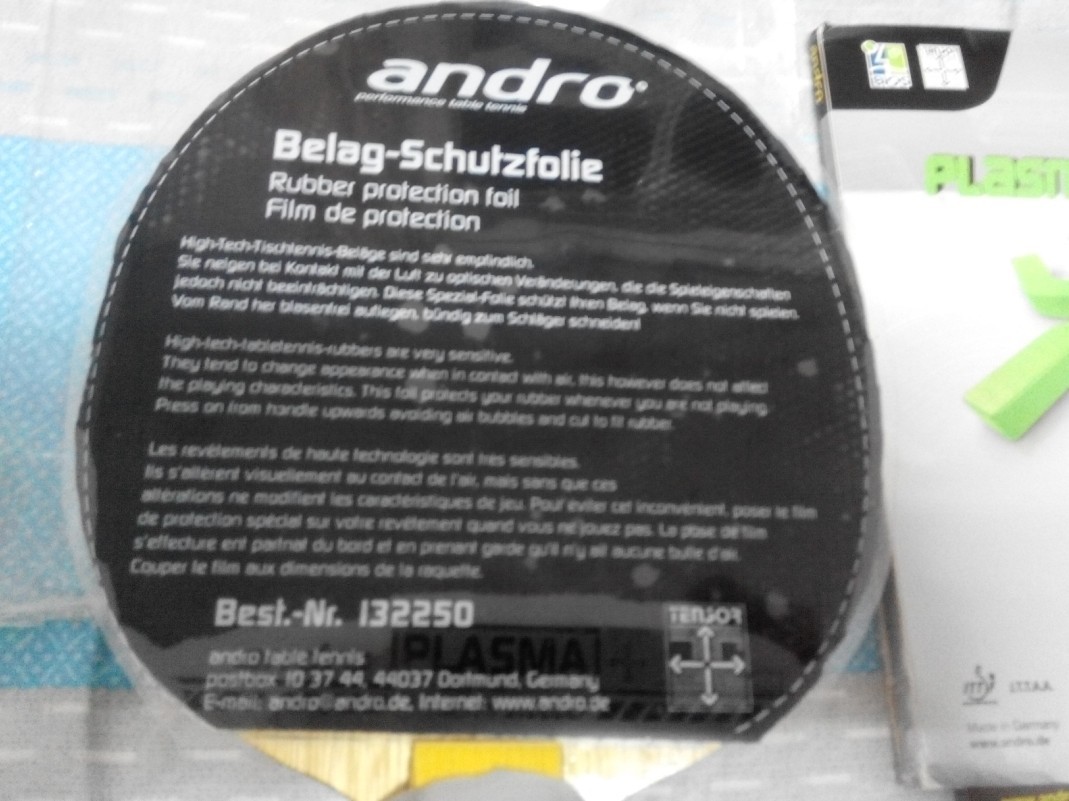 andro
performance table tennis
Belag-Schutzfolie
Rubber protection foil
Film de protection
High-Tech-Tischtennis-Beläge sind sehr empfindlich.
Sie neigen bei Kontakt mit der Luft zu optischen Veränderungen, die die Spieleigenschaften
jedoch nicht beeinträchtigen. Diese Spezial-Folie schützt Ihren Belag, wenn Sie nicht spielen.
Vom Rand her blasenfrei auflegen, bündig zum Schläger schneiden!
High-tech-tabletennis-rubbers are very sensitive.
They tend to change appearance when in contact with air, this however does not affect
the playing characteristics. This foil protects your rubber whenever you are not playing.
Press on from handle upwards avoiding air bubbles and cut to fit rubber.
Les revêtements de haute technologie sont très sensibles.
Ils s'altèrent visuellement au contact de l'air, mais sans que ces
altérations ne modifient les caractéristiques de jeu. Pour eviter cet inconvénient, poser le film
de protection spécial sur votre revêtement quand vous ne jouez pas. La pose de film
s'effecture ent partnat du bord et en prenant garde qu'il n'y ait aucune bulle d'air.
Couper le film aux dimensions de la raquette.
Best.-Nr. 132250
TENSOR
PLASMA
andro table tennis
postbox 10 37 44, 44037 Dortmund, Germany
E-mail: andro@andro.de, Internet: www.andro.de
andro
PLASM
I.T.T.A.A.
Made in Germany
www.andro.de